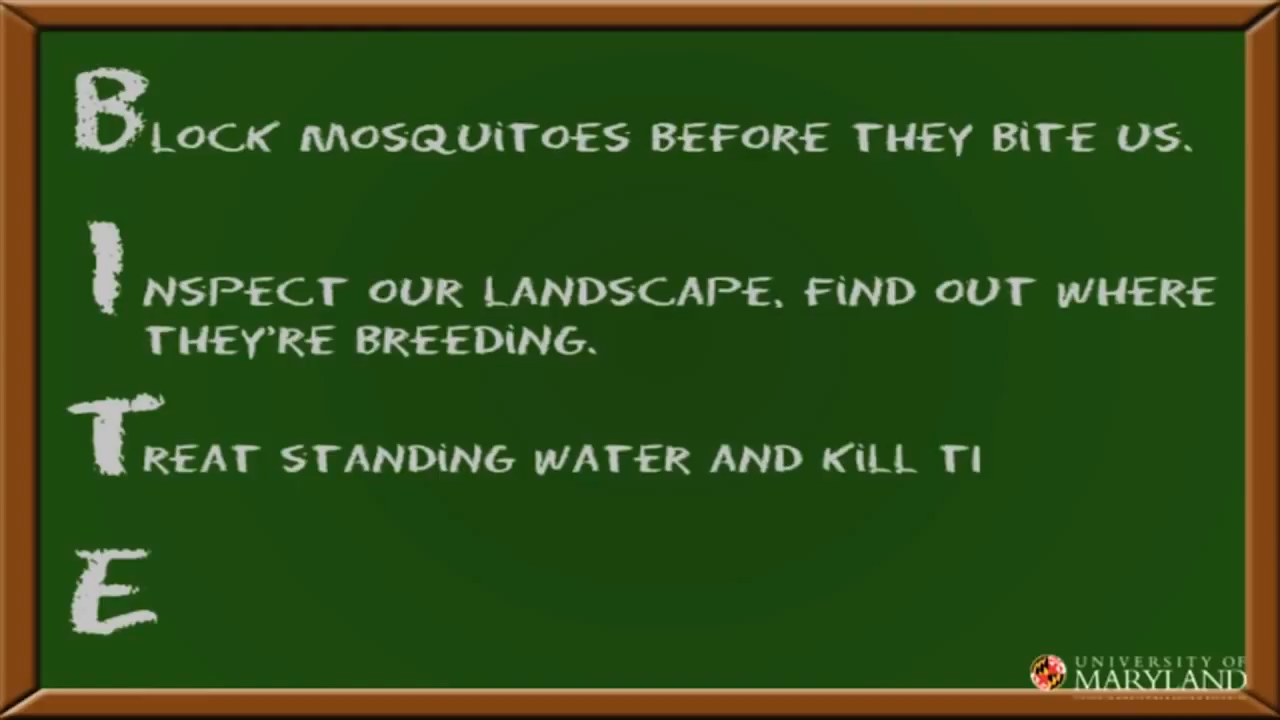 BLOCK MOSQUITOES BEFORE THEY BITE US.
INSPECT OUR LANDSCAPE. FIND OUT WHERE
THEY'RE BREEDING.
TREAT STANDING WATER AND KILL TI
E
UNIVERSITY OF
MARYLAND